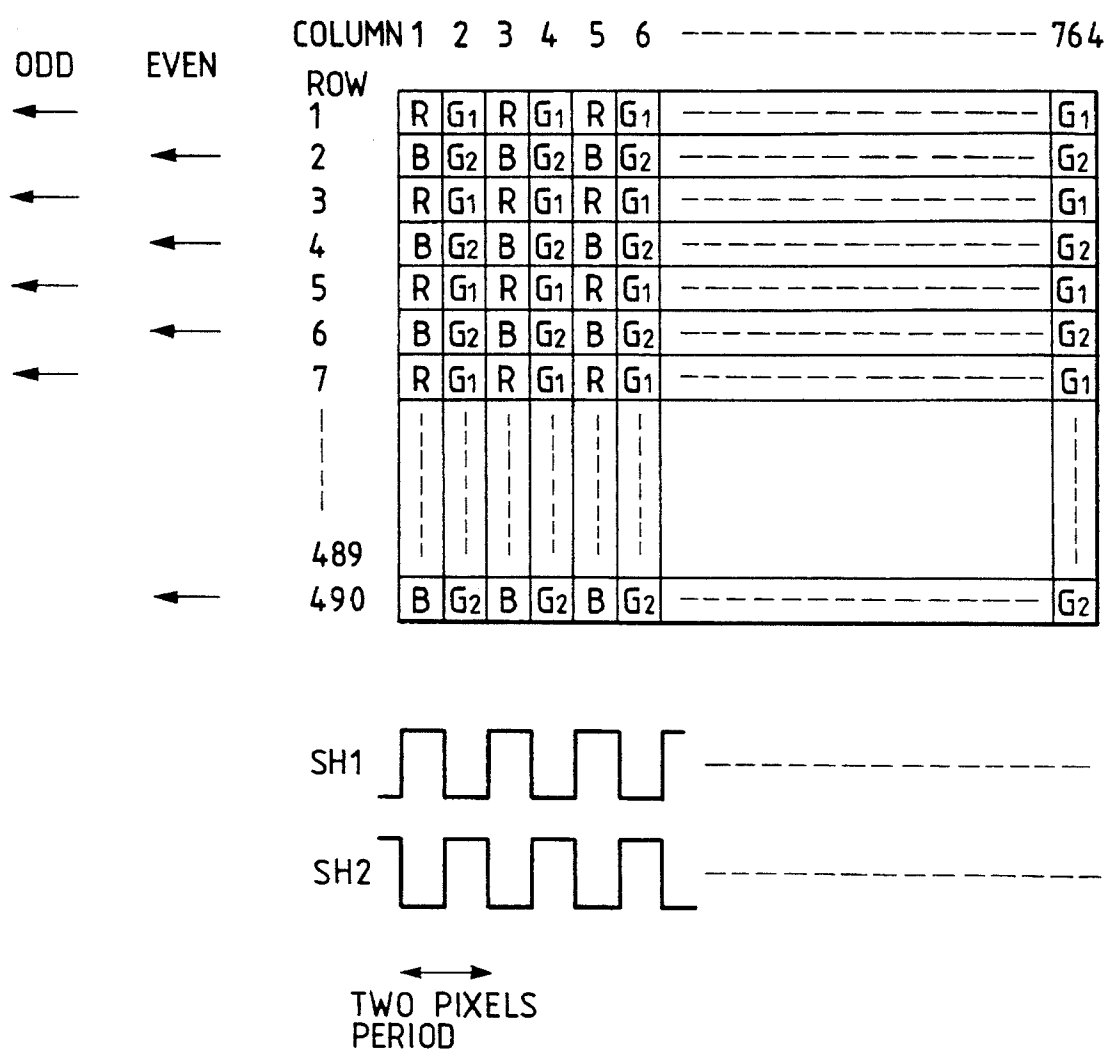 COLUMN 1 2 3 4 5 6 764
ODD EVEN ROW
1 R G1 R G1 R G1 G1
2 B G2 B G2 B G2 G2
3 R G1 R G1 R G1 G1
4 B G2 B G2 B G2 G2
5 R G1 R G1 R G1 G1
6 B G2 B G2 B G2 G2
7 R G1 R G1 R G1 G1
489
490 B G2 B G2 B G2 G2
SH1
SH2
TWO PIXELS
PERIOD